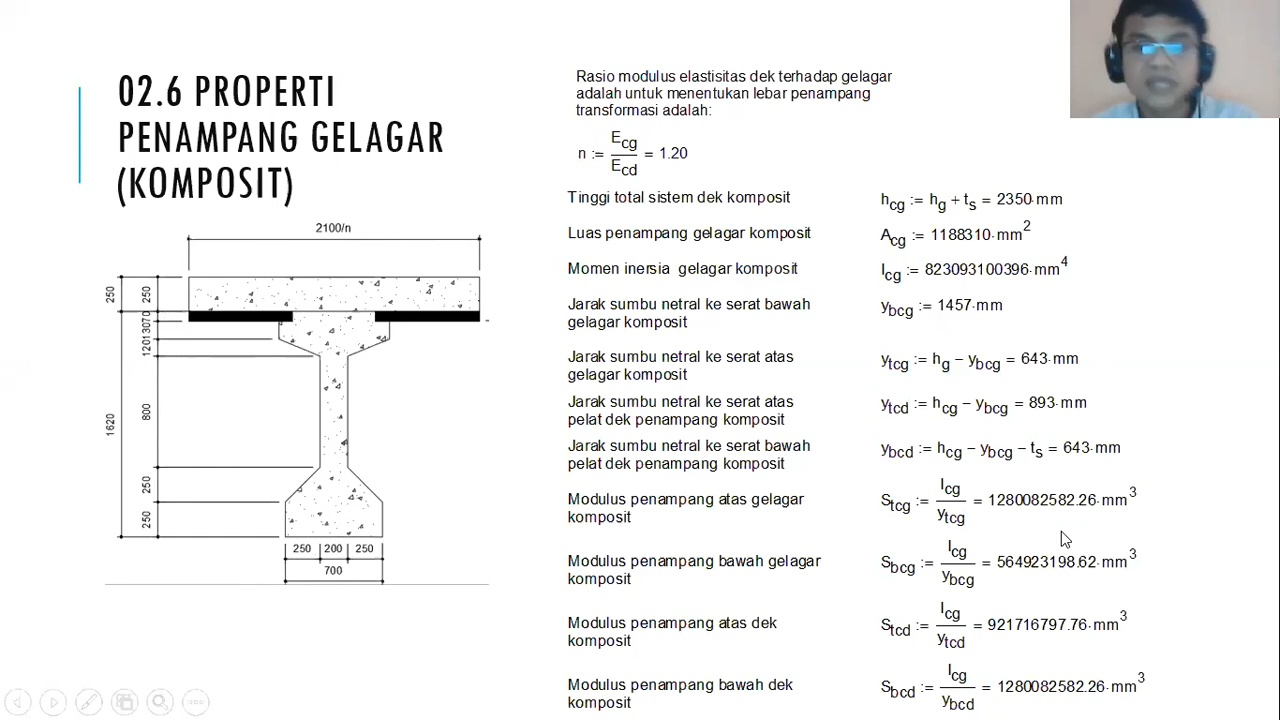 02.6 PROPERTI
PENAMPANG GELAGAR
(KOMPOSIT)
2100/n
250
250
70
130
120
800
1620
250
250
250 200 250
700
Rasio modulus elastisitas dek terhadap gelagar
adalah untuk menentukan lebar penampang
transformasi adalah:
n := Ecg / Ecd = 1.20
Tinggi total sistem dek komposit hcg := hg + ts = 2350·mm
Luas penampang gelagar komposit Acg := 1188310·mm²
Momen inersia gelagar komposit Icg := 823093100396·mm⁴
Jarak sumbu netral ke serat bawah
gelagar komposit ybcg := 1457·mm
Jarak sumbu netral ke serat atas
gelagar komposit ytcg := hg − ybcg = 643·mm
Jarak sumbu netral ke serat atas
pelat dek penampang komposit ytcd := hcg − ybcg = 893·mm
Jarak sumbu netral ke serat bawah
pelat dek penampang komposit ybcd := hcg − ybcg − ts = 643·mm
Modulus penampang atas gelagar
komposit Stcg := Icg / ytcg = 1280082582.26·mm³
Modulus penampang bawah gelagar
komposit Sbcg := Icg / ybcg = 564923198.62·mm³
Modulus penampang atas dek
komposit Stcd := Icg / ytcd = 921716797.76·mm³
Modulus penampang bawah dek
komposit Sbcd := Icg / ybcd = 1280082582.26·mm³